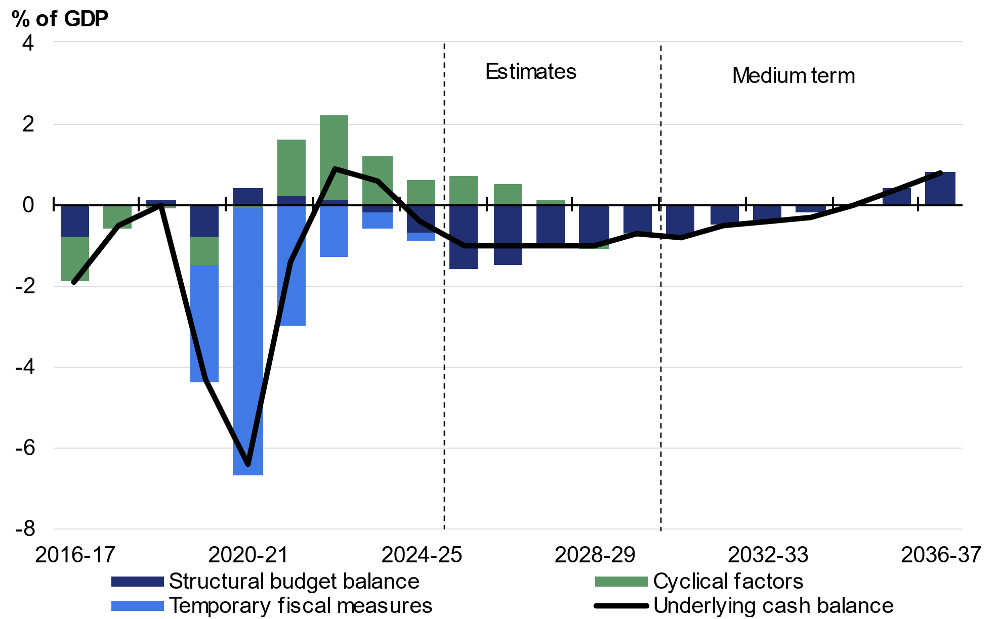 % of GDP
4
Estimates
Medium term
2
0
-2
-4
-6
-8
2016-17 2020-21 2024-25 2028-29 2032-33 2036-37
Structural budget balance Cyclical factors
Temporary fiscal measures Underlying cash balance